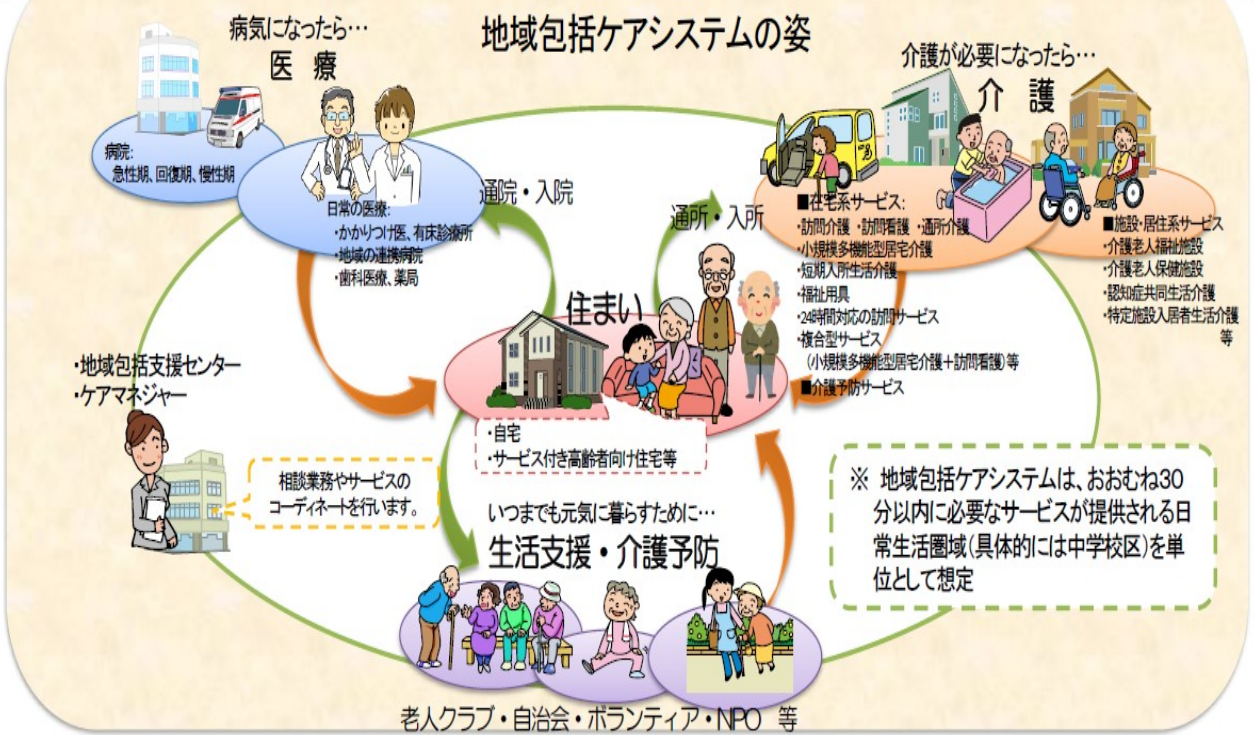 地域包括ケアシステムの姿
病気になったら…
医 療
病院:
急性期、回復期、慢性期
日常の医療:
・かかりつけ医、有床診療所
・地域の連携病院
・歯科医療、薬局
通院・入院
介護が必要になったら…
介 護
通所・入所
■在宅系サービス:
・訪問介護 ・訪問看護 ・通所介護
・小規模多機能型居宅介護
・短期入所生活介護
・福祉用具
・24時間対応の訪問サービス
・複合型サービス
(小規模多機能型居宅介護+訪問看護)等
■介護予防サービス
■施設・居住系サービス
・介護老人福祉施設
・介護老人保健施設
・認知症共同生活介護
・特定施設入居者生活介護
等
住まい
・自宅
・サービス付き高齢者向け住宅等
・地域包括支援センター
・ケアマネジャー
相談業務やサービスの
コーディネートを行います。
いつまでも元気に暮らすために…
生活支援・介護予防
老人クラブ・自治会・ボランティア・NPO 等
※ 地域包括ケアシステムは、おおむね30
分以内に必要なサービスが提供される日
常生活圏域(具体的には中学校区)を単
位として想定